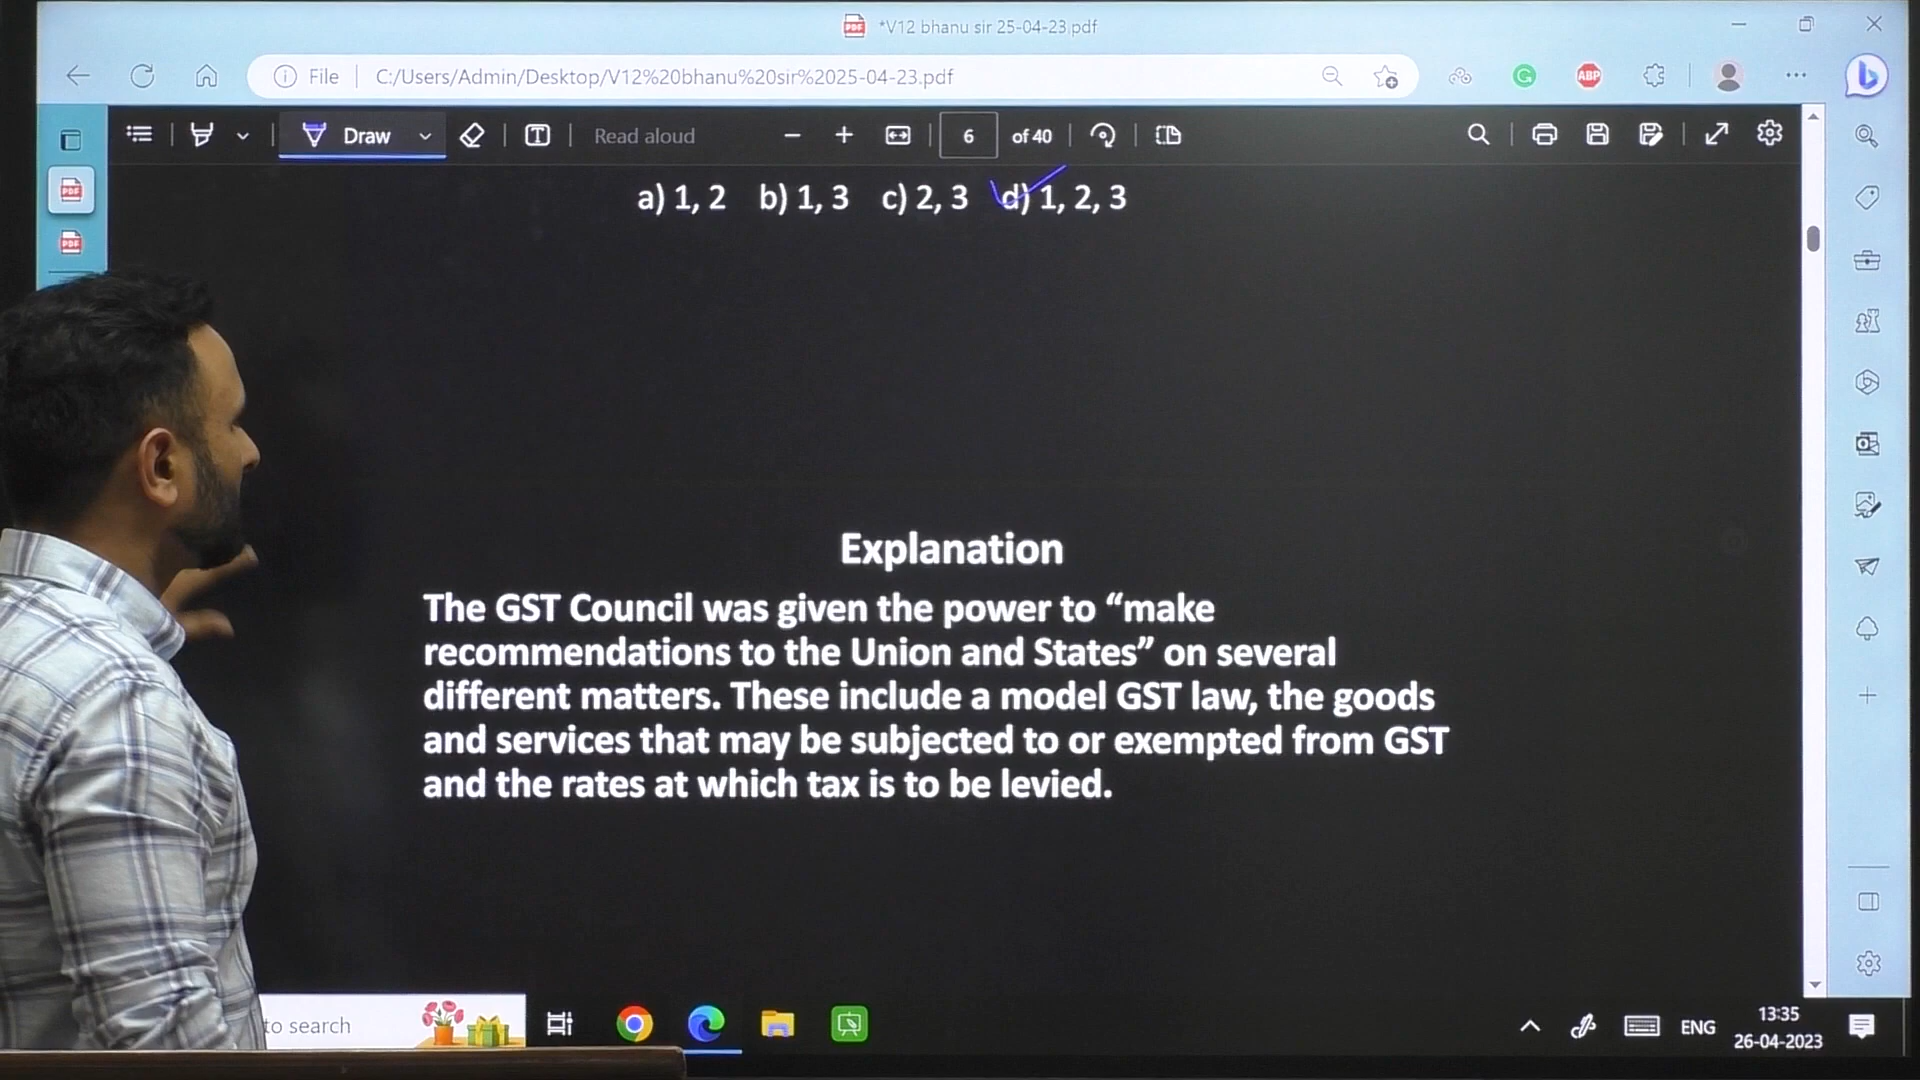 *V12 bhanu sir 25-04-23.pdf
File C:/Users/Admin/Desktop/V12%20bhanu%20sir%2025-04-23.pdf
ABP
Draw Read aloud 6 of 40
PDF
PDF
a) 1, 2 b) 1, 3 c) 2, 3 d) 1, 2, 3
Explanation
The GST Council was given the power to “make
recommendations to the Union and States” on several
different matters. These include a model GST law, the goods
and services that may be subjected to or exempted from GST
and the rates at which tax is to be levied.
to search
ENG
13:35
26-04-2023